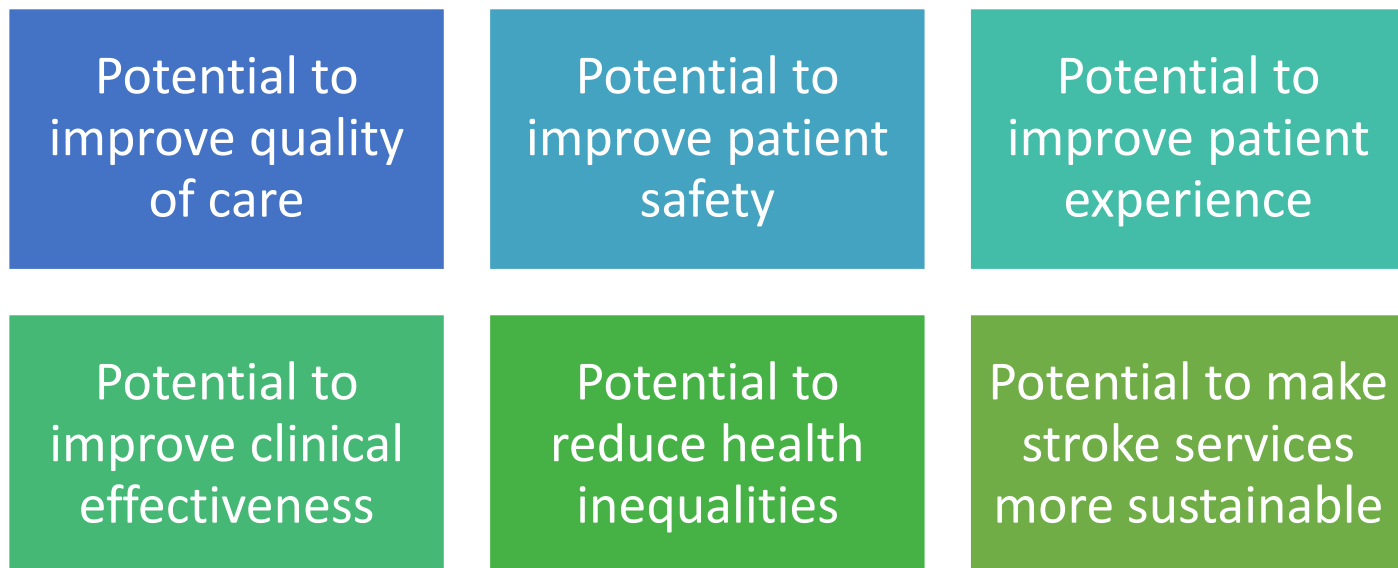 Potential to
improve quality
of care
Potential to
improve patient
safety
Potential to
improve patient
experience
Potential to
improve clinical
effectiveness
Potential to
reduce health
inequalities
Potential to make
stroke services
more sustainable